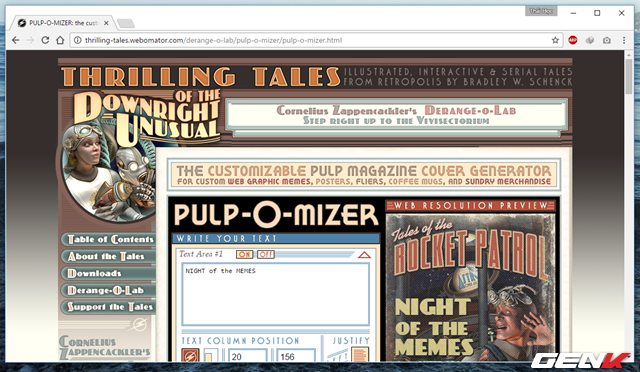 PULP-O-MIZER: the cust
thrilling-tales.webomator.com/derange-o-lab/pulp-o-mizer/pulp-o-mizer.html
ABP
THRILLING TALES
ILLUSTRATED, INTERACTIVE & SERIAL TALES
FROM RETROPOLIS BY BRADLEY W. SCHENCK
OF THE
DOWNRIGHT
UNUSUAL
Cornelius Zappencackler's Derange-O-Lab
Step right up to the Vivisectorium
THE CUSTOMIZABLE PULP MAGAZINE COVER GENERATOR
FOR CUSTOM WEB GRAPHIC MEMES, POSTERS, FLIERS, COFFEE MUGS, AND SUNDRY MERCHANDISE
PULP-O-MIZER
WRITE YOUR TEXT
Text Area #1
ON
OFF
NIGHT of the MEMES
TEXT COLUMN POSITION
JUSTIFY
20
156
WEB RESOLUTION PREVIEW
Tales of the
ROCKET PATROL
NIGHT
OF THE
MEMES
Table of Contents
About the Tales
Downloads
Derange-O-Lab
Support the Tales
Cornelius
Zappencackler's
GENK